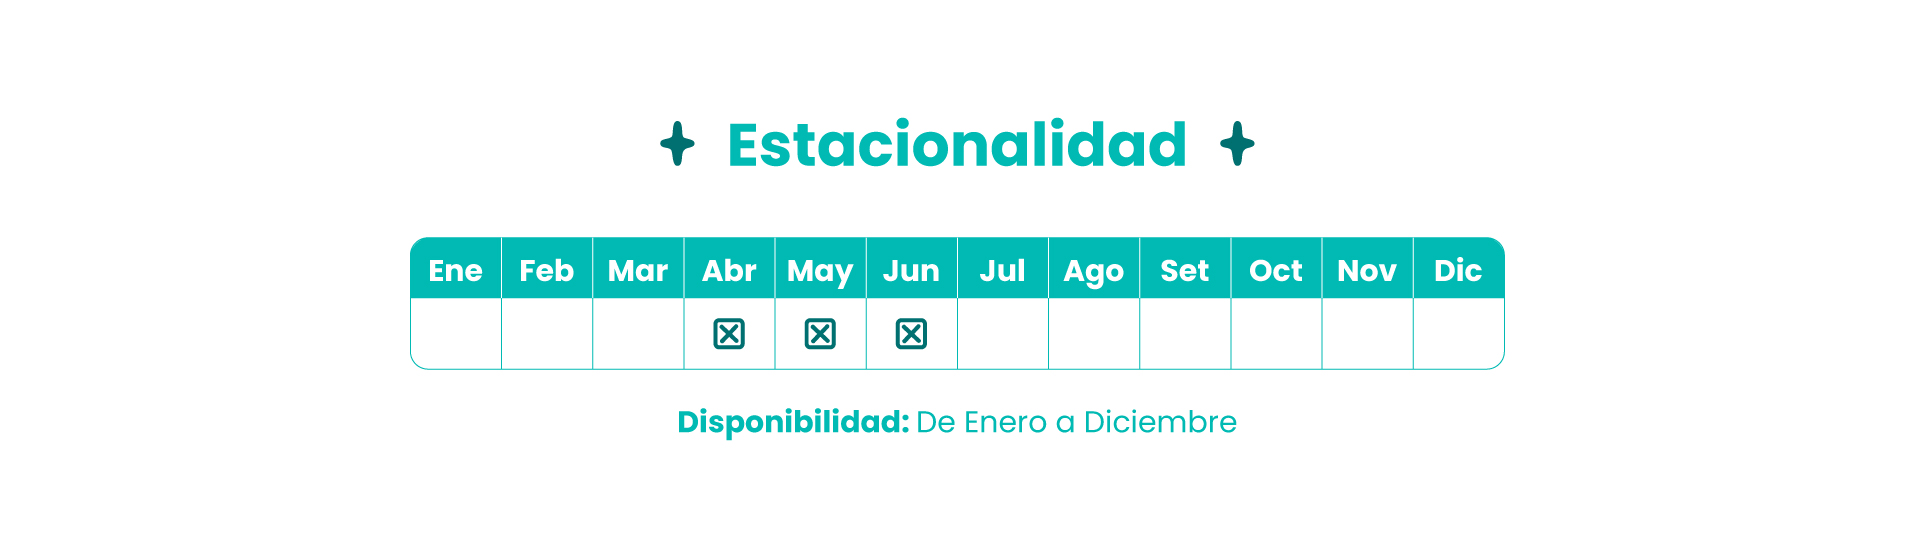 Estacionalidad
Ene Feb Mar Abr May Jun Jul Ago Set Oct Nov Dic
Disponibilidad: De Enero a Diciembre